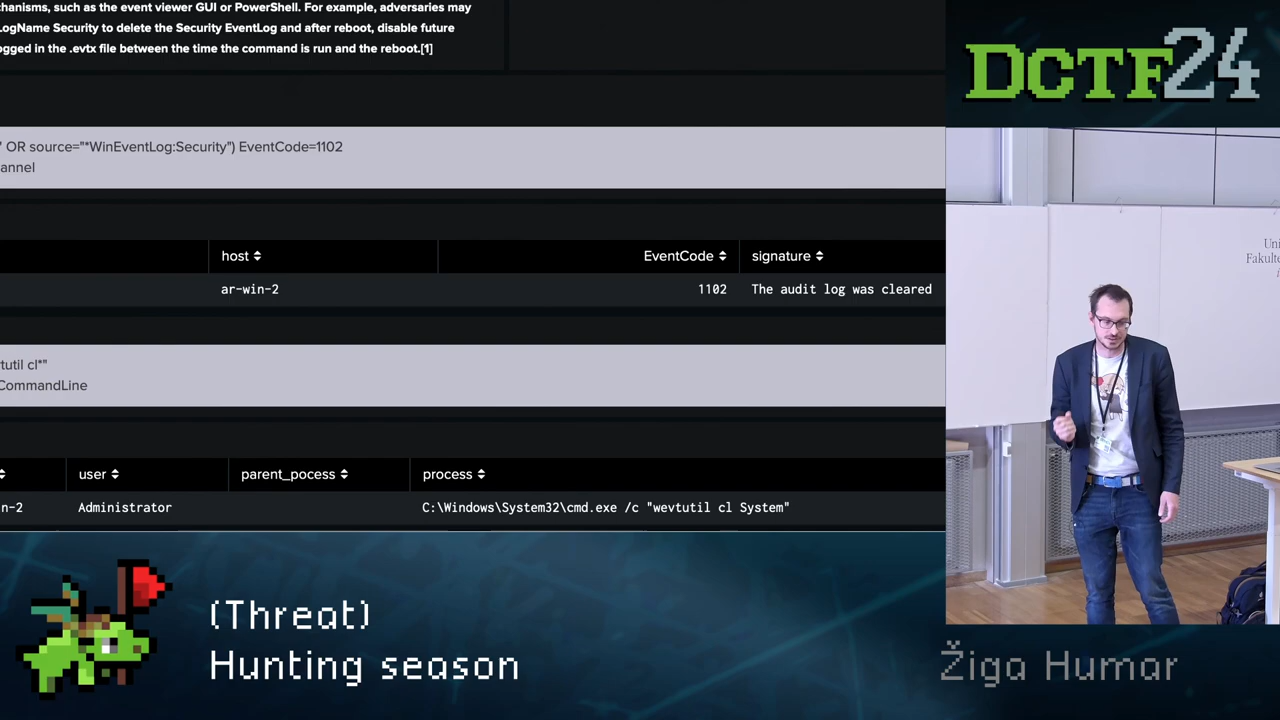 chanisms, such as the event viewer GUI or PowerShell. For example, adversaries may
LogName Security to delete the Security EventLog and after reboot, disable future
ogged in the .evtx file between the time the command is run and the reboot.[1]
DCTF24
" OR source="*WinEventLog:Security") EventCode=1102
annel
host EventCode signature
ar-win-2 1102 The audit log was cleared
tutil cl*"
CommandLine
user parent_pocess process
n-2 Administrator C:\Windows\System32\cmd.exe /c "wevtutil cl System"
Uni
Fakulte
(Threat)
Hunting season
Žiga Humar